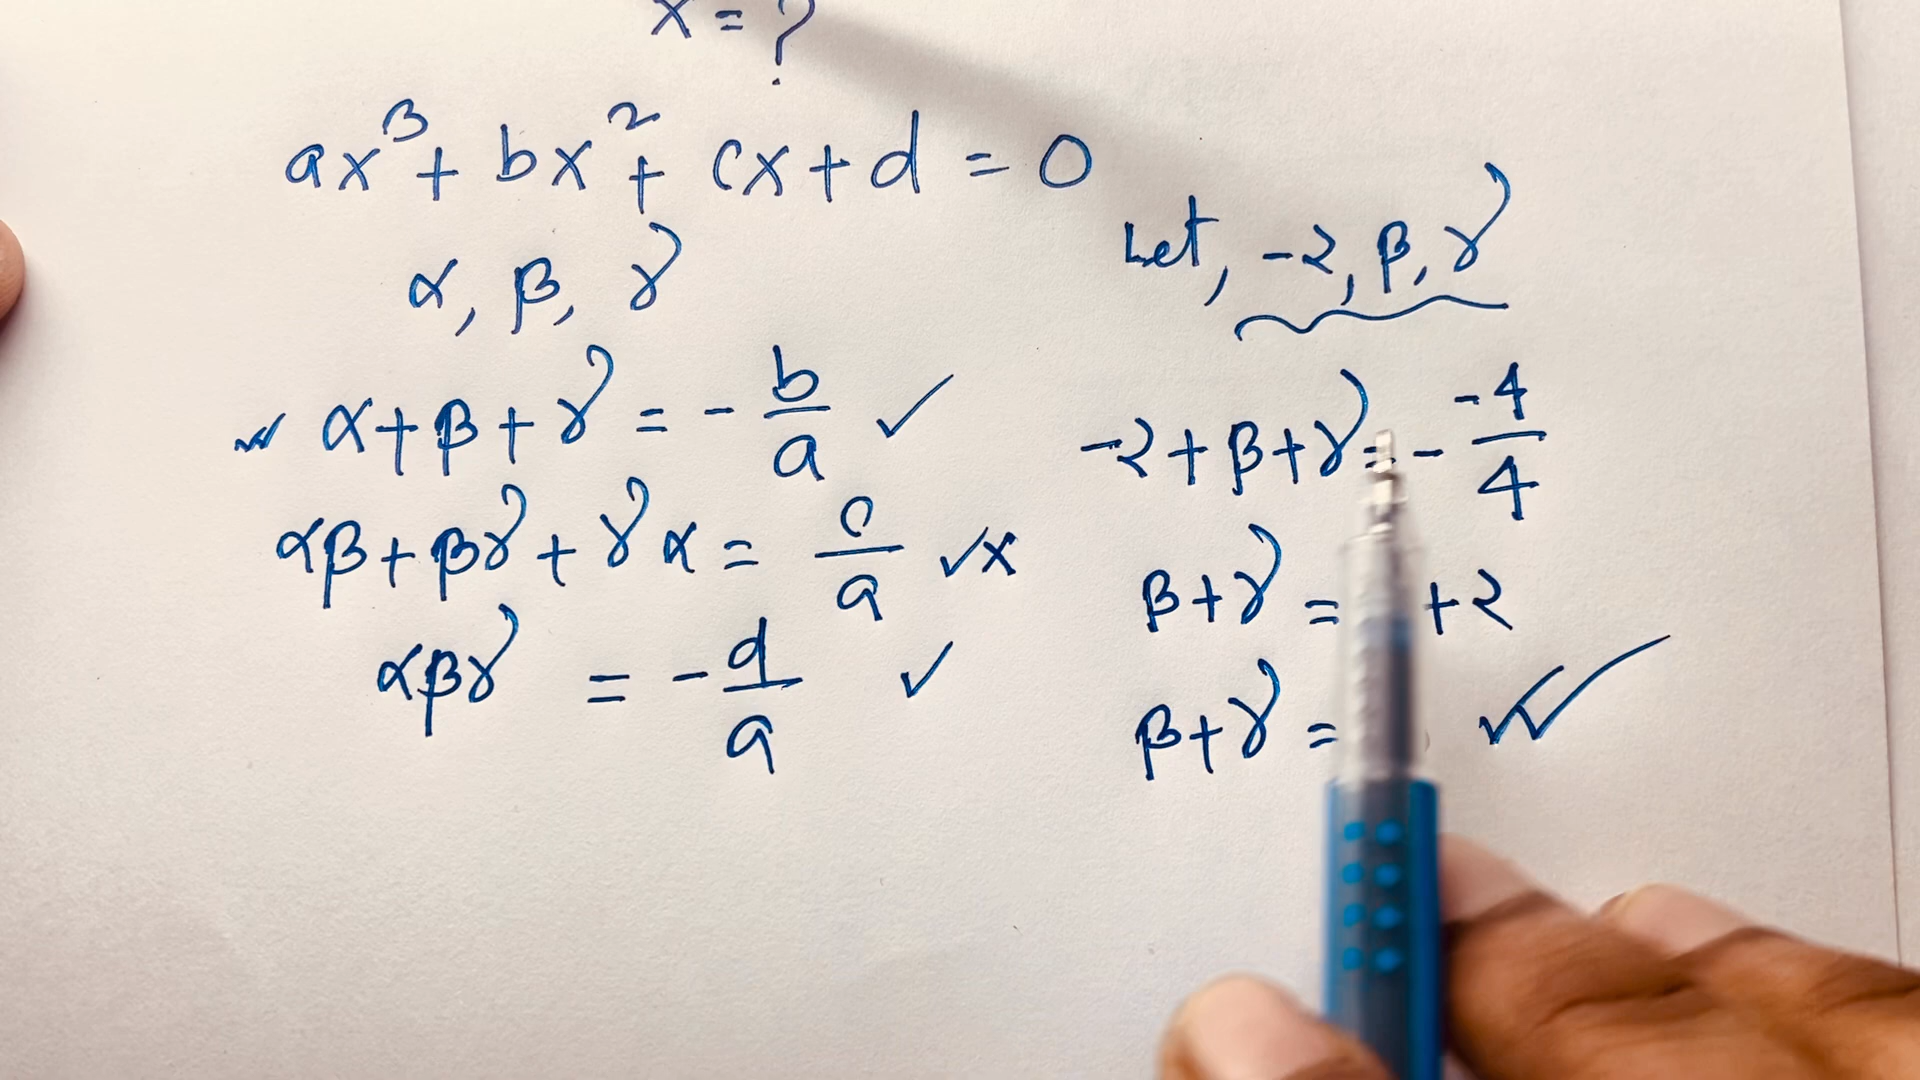 x = ?
ax³ + bx² + cx + d = 0
α, β, γ
α + β + γ = - b/a ✓
αβ + βγ + γα = c/a ✓x
αβγ = - d/a ✓
Let, -2, β, γ
-2 + β + γ = - -4/4
β + γ = +2
β + γ =